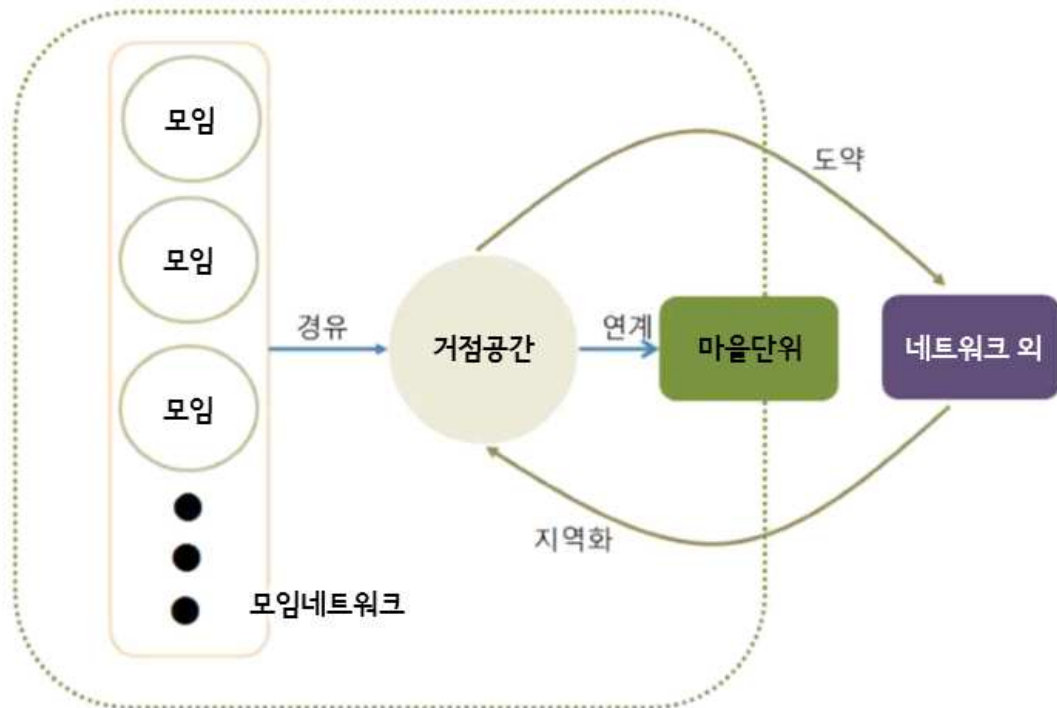 모임
모임
모임
모임네트워크
경유
거점공간
연계
마을단위
도약
네트워크 외
지역화